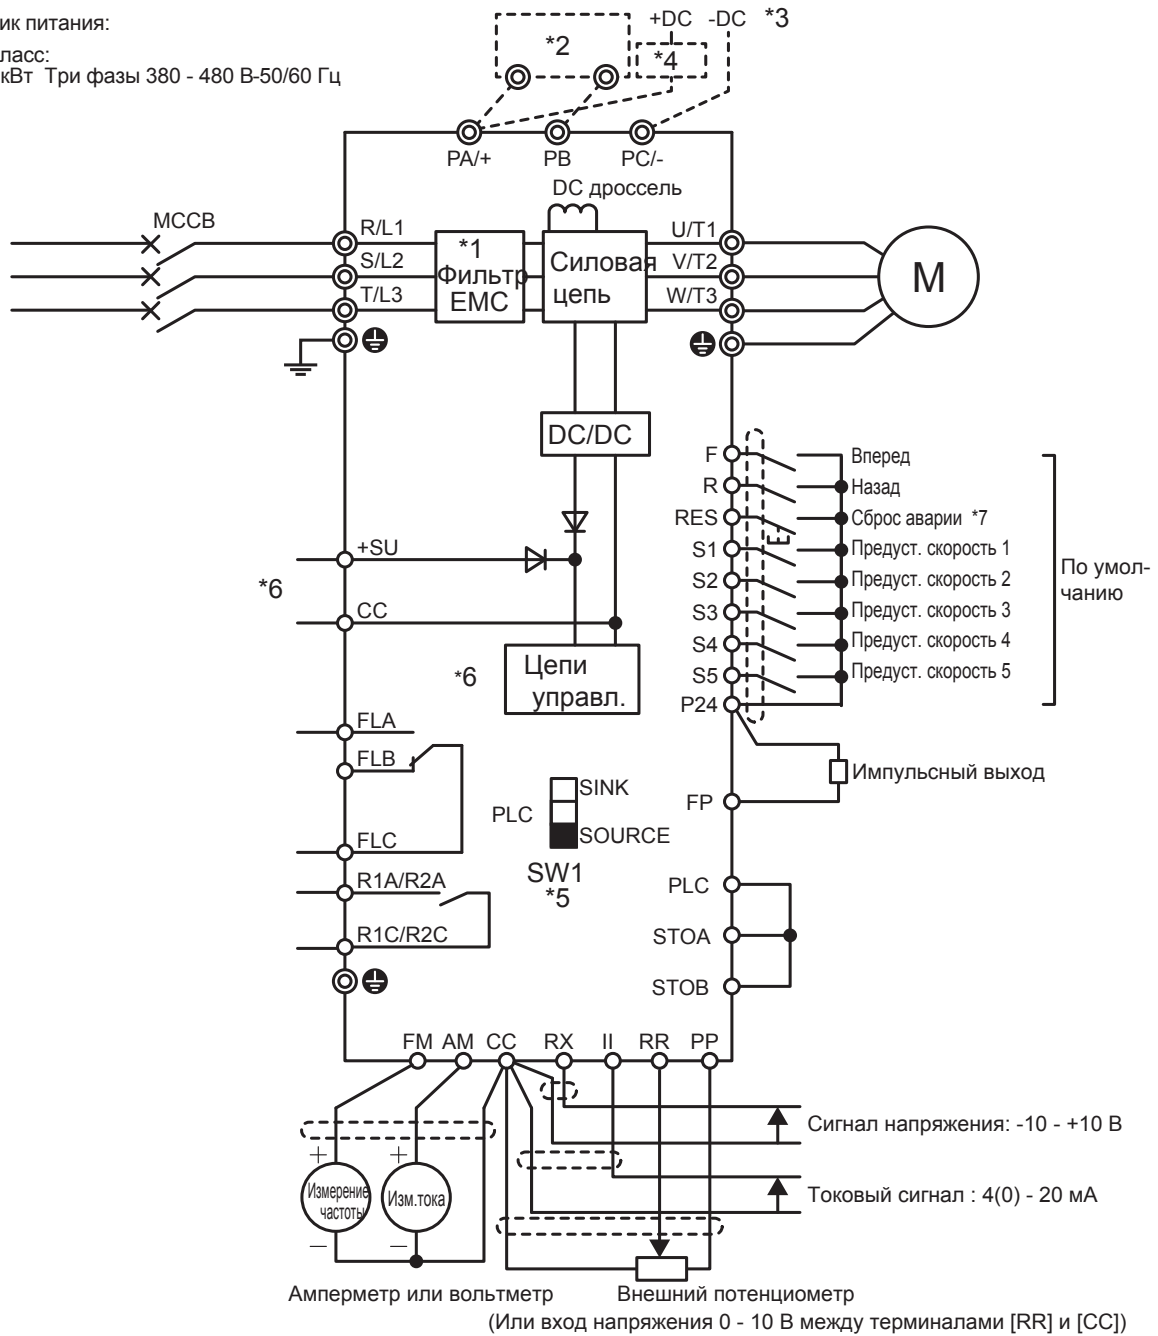 ик питания:
ласс:
кВт Три фазы 380 - 480 В-50/60 Гц
+DC -DC *3
*2
*4
PA/+ PB PC/-
DC дроссель
MCCB
R/L1
S/L2
T/L3
*1
Фильтр
EMC
Силовая
цепь
U/T1
V/T2
W/T3
M
DC/DC
F Вперед
R Назад
RES Сброс аварии *7
S1 Предуст. скорость 1
S2 Предуст. скорость 2
S3 Предуст. скорость 3
S4 Предуст. скорость 4
S5 Предуст. скорость 5
P24
По умол-
чанию
+SU
*6
CC
*6
Цепи
управл.
FLA
FLB
FLC
R1A/R2A
R1C/R2C
PLC
SINK
SOURCE
SW1
*5
Импульсный выход
FP
PLC
STOA
STOB
FM AM CC RX II RR PP
Сигнал напряжения: -10 - +10 В
Токовый сигнал : 4(0) - 20 мА
+ +
Измерение
частоты
Изм.тока
— —
Амперметр или вольтметр
Внешний потенциометр
(Или вход напряжения 0 - 10 В между терминалами [RR] и [CC])